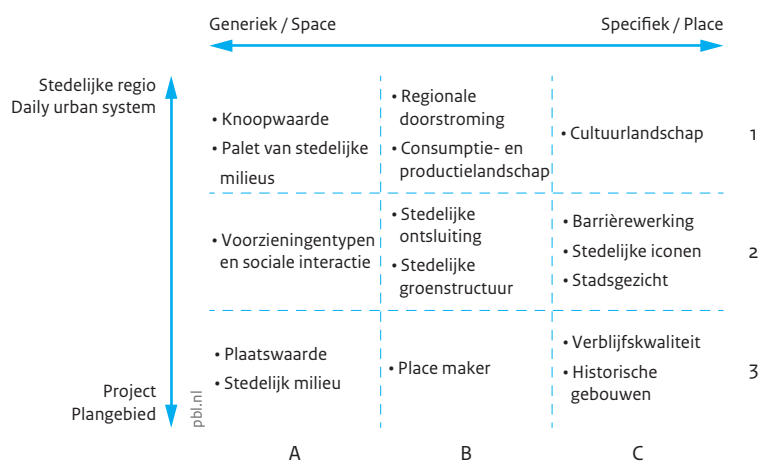 Generiek / Space
Specifiek / Place
Stedelijke regio
Daily urban system
• Knoopwaarde
• Palet van stedelijke
milieus
• Regionale
doorstroming
• Consumptie- en
productielandschap
• Cultuurlandschap
1
• Voorzieningentypen
en sociale interactie
• Stedelijke
ontsluiting
• Stedelijke
groenstructuur
• Barrièrewerking
• Stedelijke iconen
• Stadsgezicht
2
• Plaatswaarde
• Stedelijk milieu
• Place maker
• Verblijfskwaliteit
• Historische
gebouwen
3
Project
Plangebied
pbl.nl
A
B
C